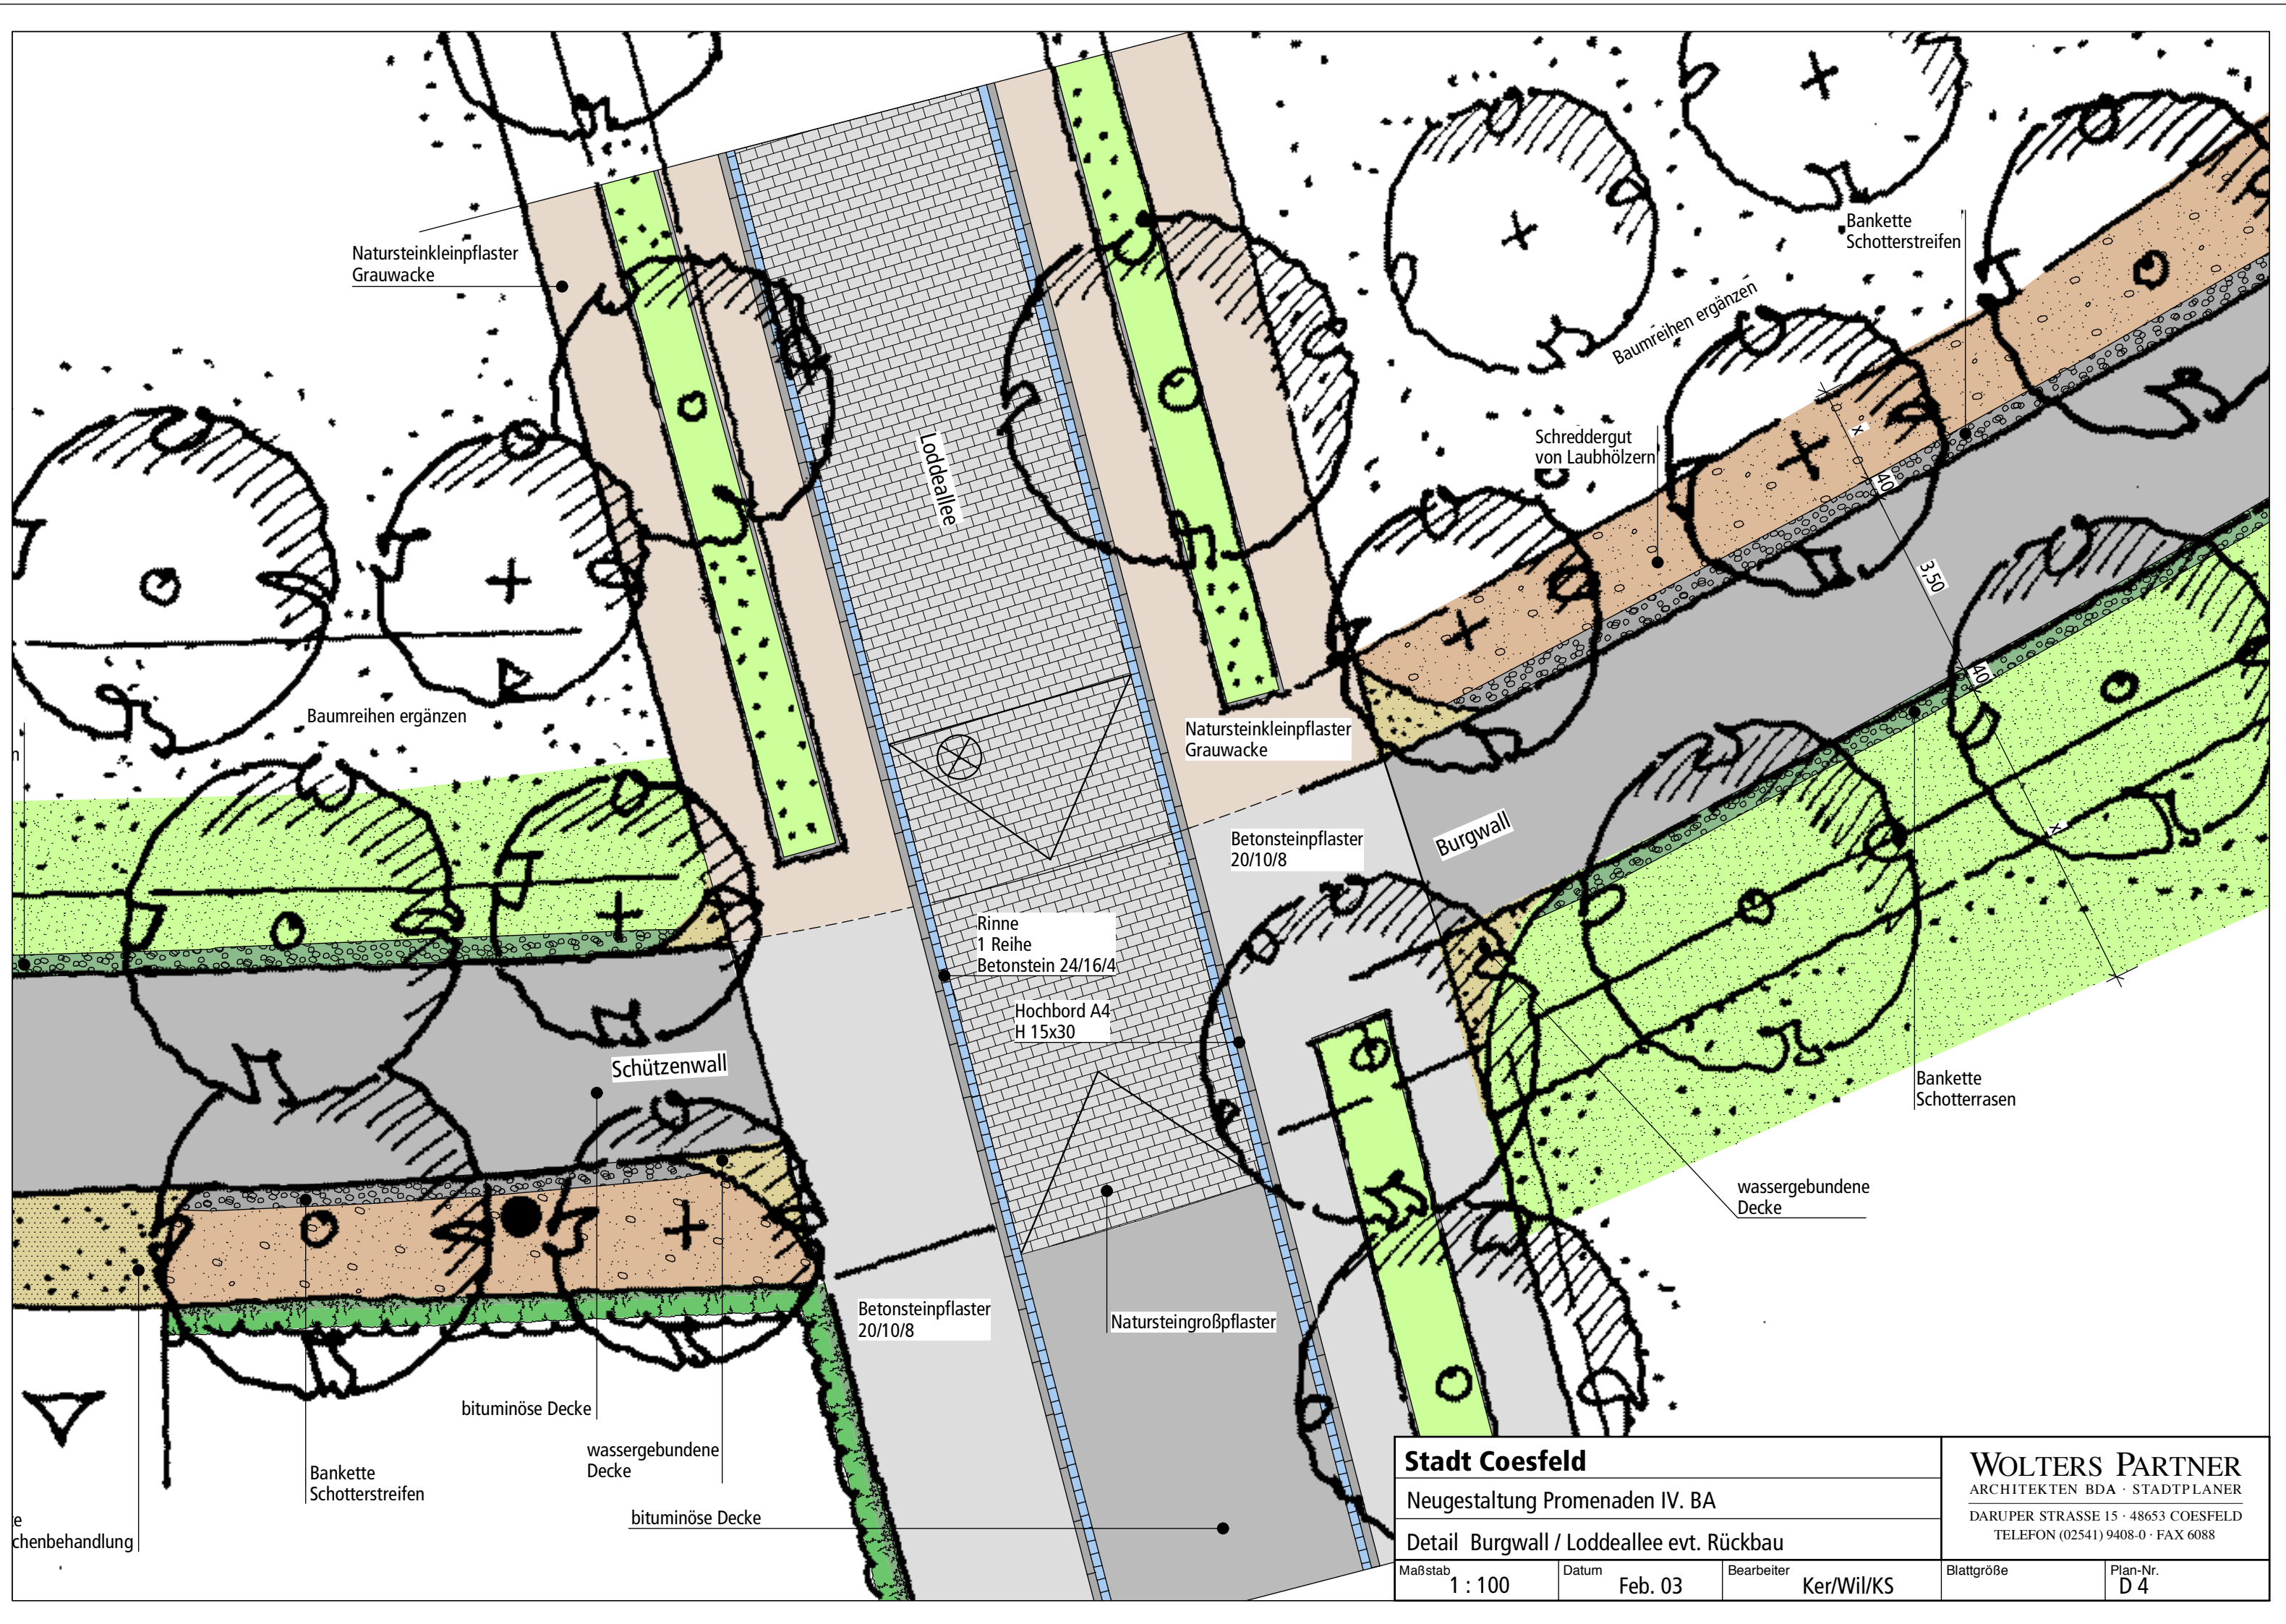 Natursteinkleinpflaster
Grauwacke
Bankette
Schotterstreifen
Baumreihen ergänzen
Schreddergut
von Laubhölzern
Loddeallee
x
40
3,50
40
x
Baumreihen ergänzen
n
Natursteinkleinpflaster
Grauwacke
Betonsteinpflaster
20/10/8
Burgwall
Rinne
1 Reihe
Betonstein 24/16/4
Hochbord A4
H 15x30
Schützenwall
Bankette
Schotterrasen
wassergebundene
Decke
Betonsteinpflaster
20/10/8
Natursteingroßpflaster
bituminöse Decke
wassergebundene
Decke
Bankette
Schotterstreifen
bituminöse Decke
e
chenbehandlung
Stadt Coesfeld
Neugestaltung Promenaden IV. BA
Detail Burgwall / Loddeallee evt. Rückbau
Maßstab 1 : 100
Datum Feb. 03
Bearbeiter Ker/Wil/KS
WOLTERS PARTNER
ARCHITEKTEN BDA · STADTPLANER
DARUPER STRASSE 15 · 48653 COESFELD
TELEFON (02541) 9408-0 · FAX 6088
Blattgröße
Plan-Nr. D 4